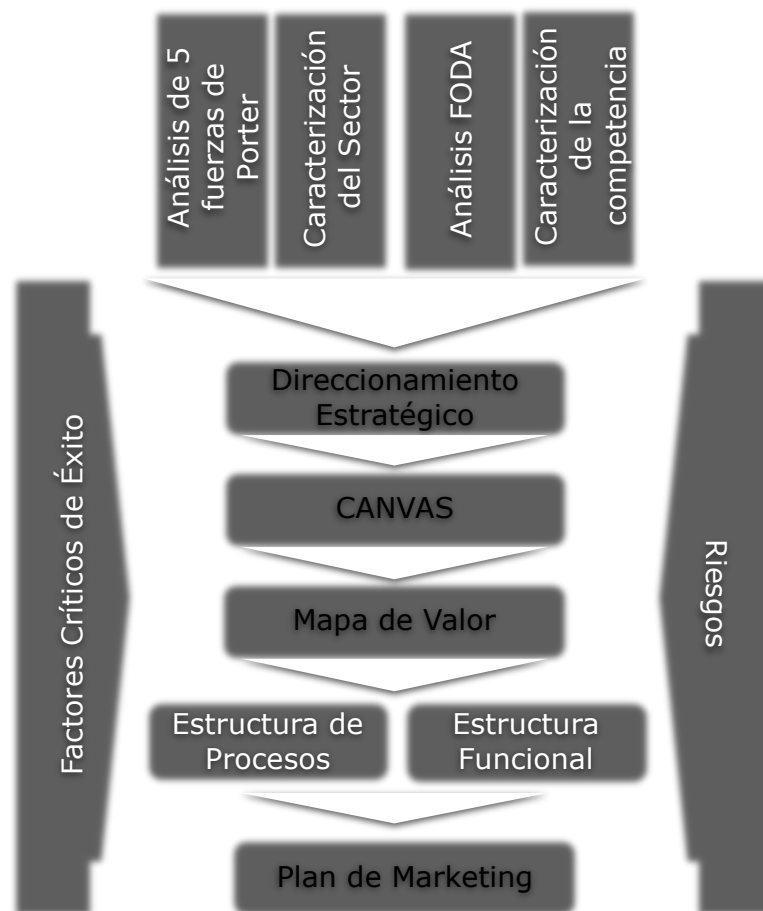 Análisis de 5
fuerzas de
Porter
Caracterización
del Sector
Análisis FODA
Caracterización
de la
competencia
Factores Críticos de Éxito
Direccionamiento
Estratégico
CANVAS
Mapa de Valor
Estructura de
Procesos
Estructura
Funcional
Plan de Marketing
Riesgos